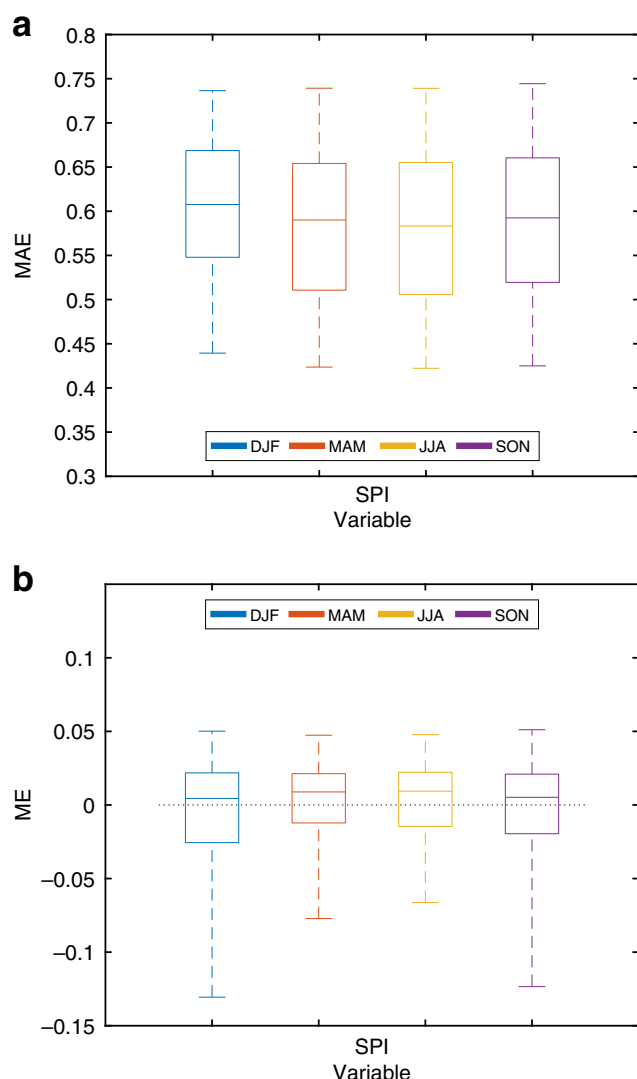 a
0.8
0.75
0.7
0.65
0.6
0.55
0.5
0.45
0.4
0.35
0.3
MAE
DJF MAM JJA SON
SPI
Variable
b
0.1
0.05
0
−0.05
−0.1
−0.15
ME
DJF MAM JJA SON
SPI
Variable